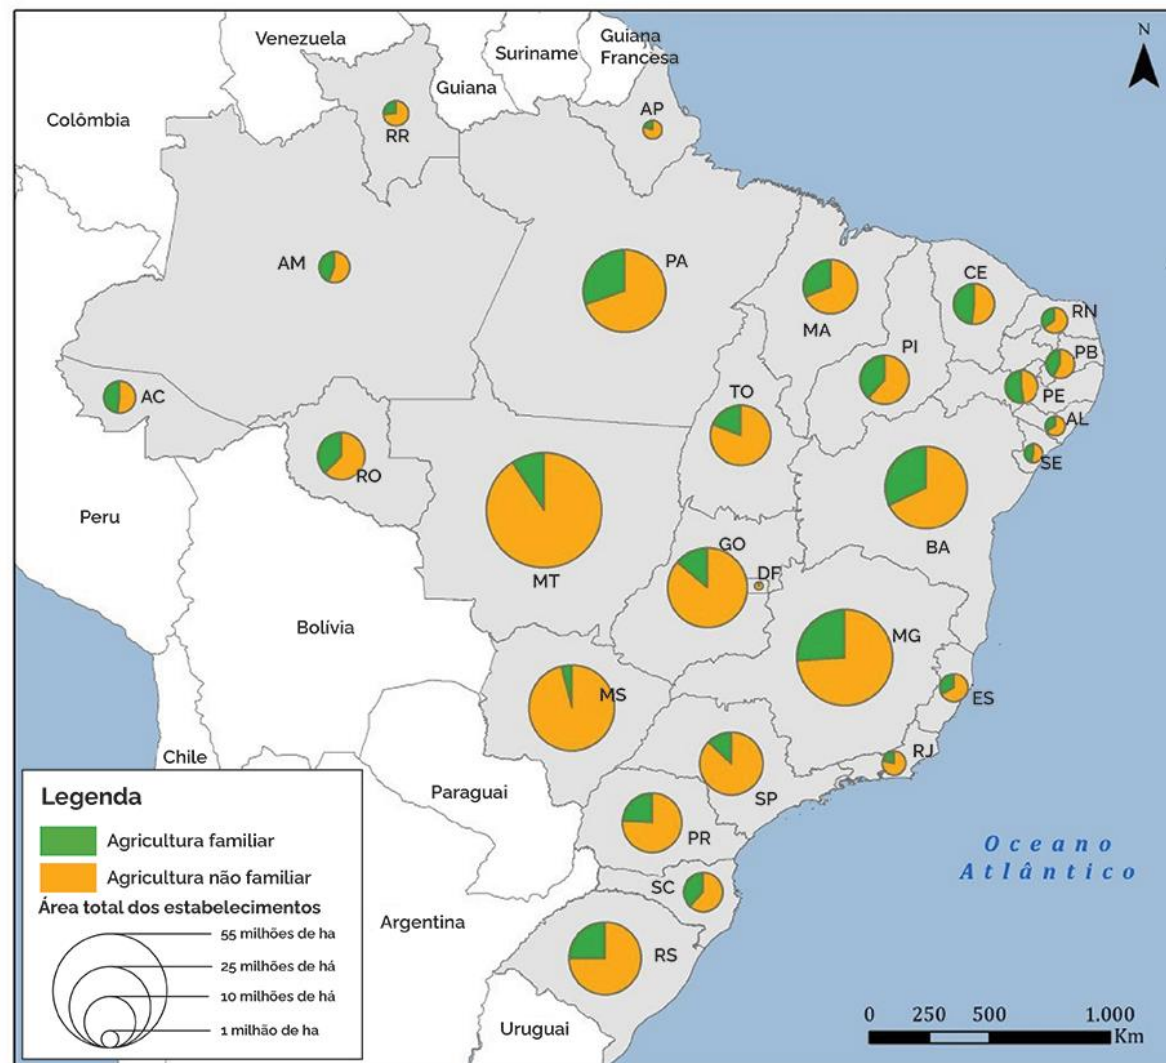 Venezuela
Suriname
Guiana
Francesa
Guiana
Colômbia
N
RR
AP
AM
PA
MA
CE
RN
PI
PB
PE
AL
SE
AC
TO
RO
BA
Peru
MT
GO
DF
Bolívia
MG
MS
ES
RJ
Chile
SP
Paraguai
PR
SC
RS
Argentina
Uruguai
Oceano
Atlântico
Legenda
Agricultura familiar
Agricultura não familiar
Área total dos estabelecimentos
55 milhões de ha
25 milhões de há
10 milhões de há
1 milhão de ha
0 250 500 1.000
Km